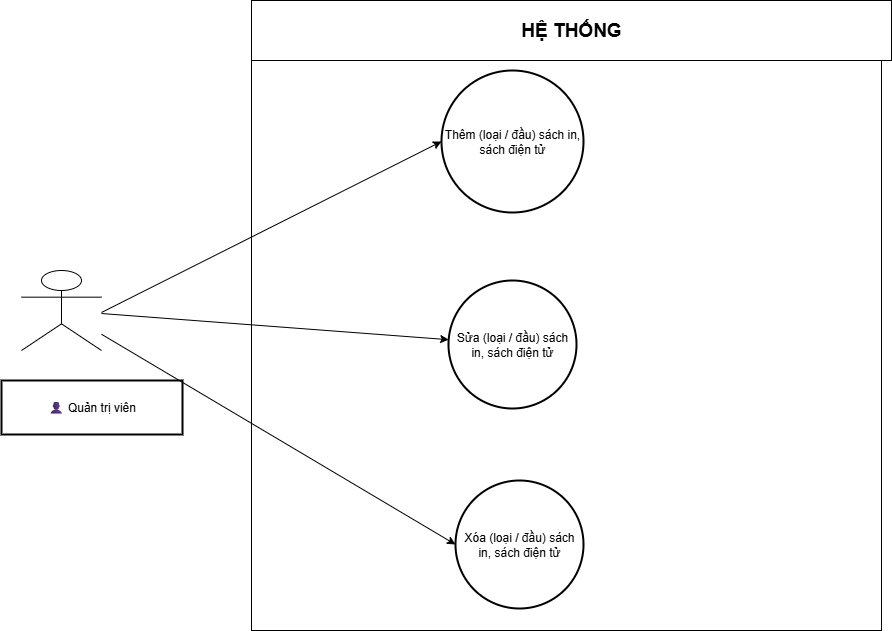 HỆ THỐNG
Thêm (loại / đầu) sách in,
sách điện tử
Sửa (loại / đầu) sách
in, sách điện tử
👤 Quản trị viên
Xóa (loại / đầu) sách
in, sách điện tử